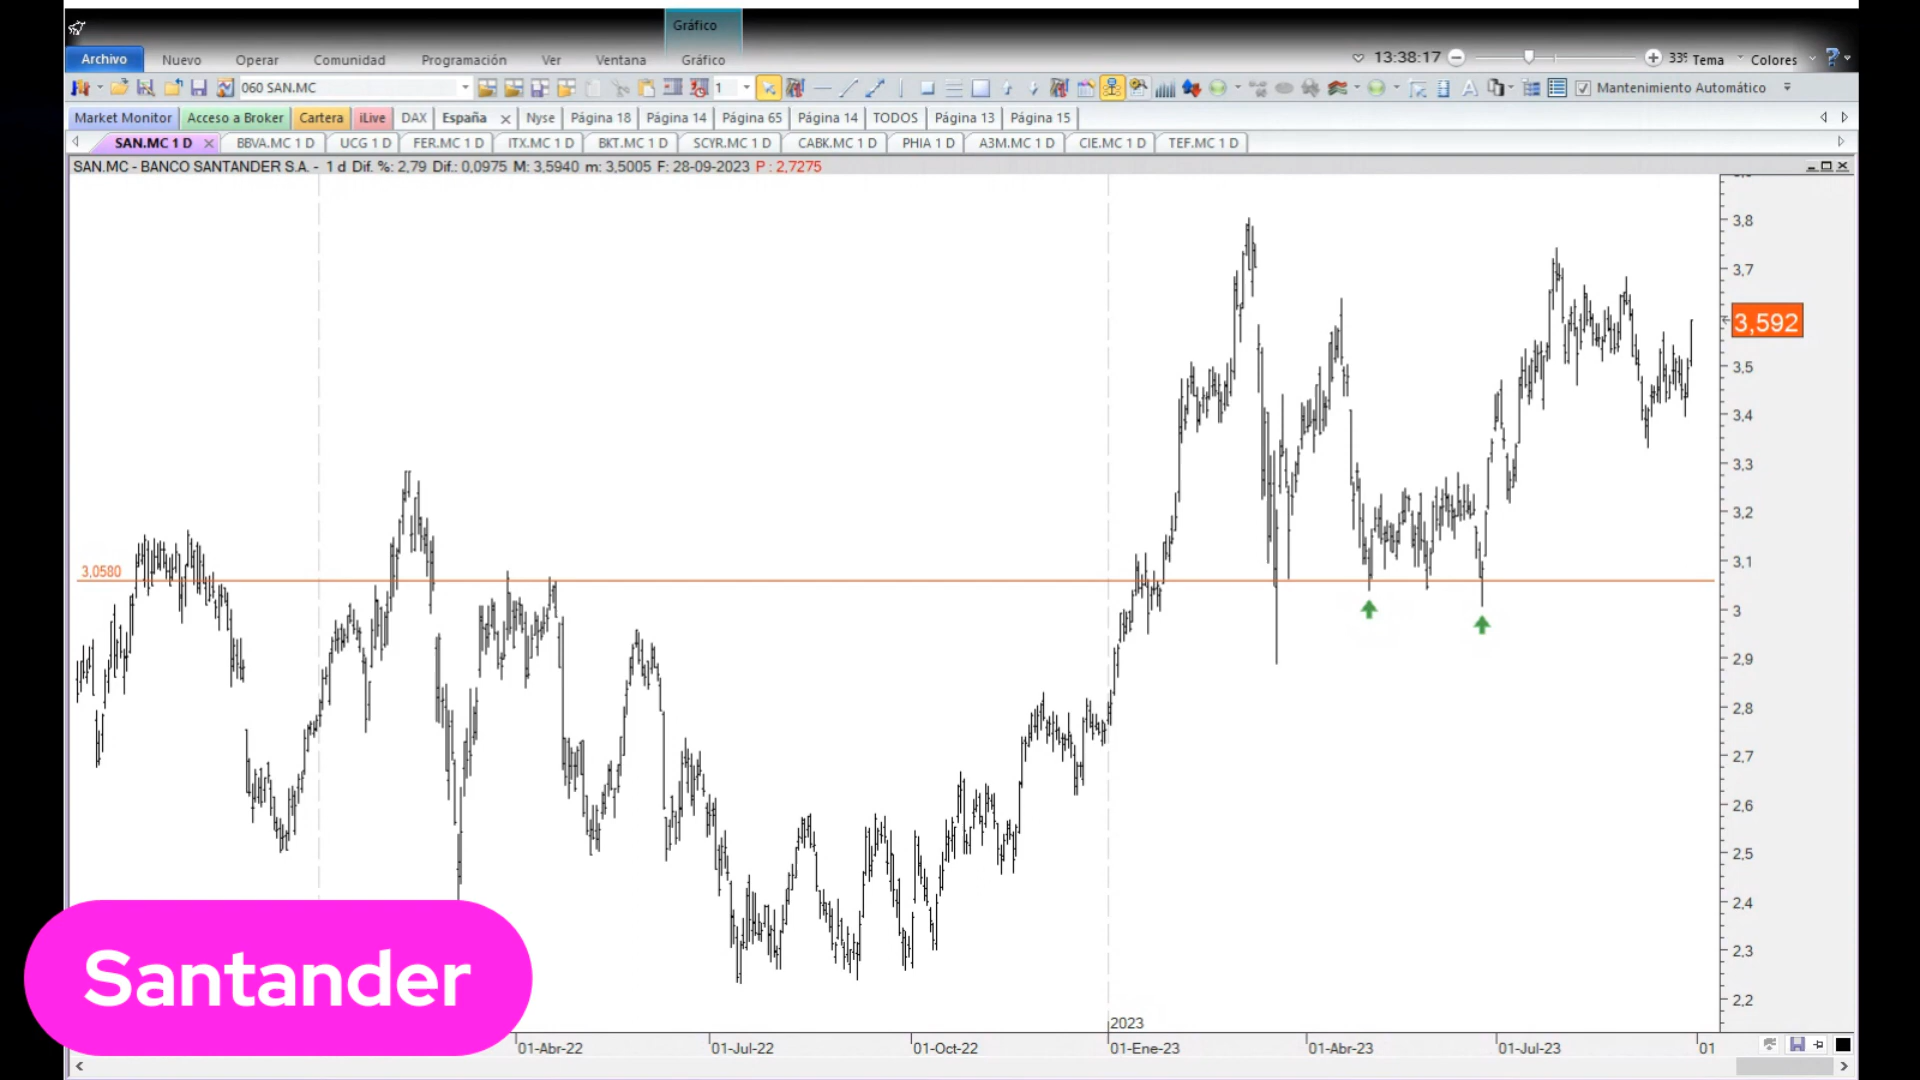 Gráfico
Archivo Nuevo Operar Comunidad Programación Ver Ventana Gráfico 13:38:17 Tema Colores
060 SAN.MC 1 Mantenimiento Automático
Market Monitor Acceso a Broker Cartera iLive DAX España Nyse Página 18 Página 14 Página 65 Página 14 TODOS Página 13 Página 15
SAN.MC 1 D BBVA.MC 1 D UCG 1 D FER.MC 1 D ITX.MC 1 D BKT.MC 1 D SCYR.MC 1 D CABK.MC 1 D PHIA 1 D A3M.MC 1 D CIE.MC 1 D TEF.MC 1 D
SAN.MC - BANCO SANTANDER S.A. - 1 d Dif. %: 2,79 Dif.: 0,0975 M: 3,5940 m: 3,5005 F: 28-09-2023 P : 2,7275
3,8
3,7
3,592
3,5
3,4
3,3
3,2
3,1
3,0580
3
2,9
2,8
2,7
2,6
2,5
2,4
2,3
2,2
Santander
2023
01-Abr-22 01-Jul-22 01-Oct-22 01-Ene-23 01-Abr-23 01-Jul-23 01